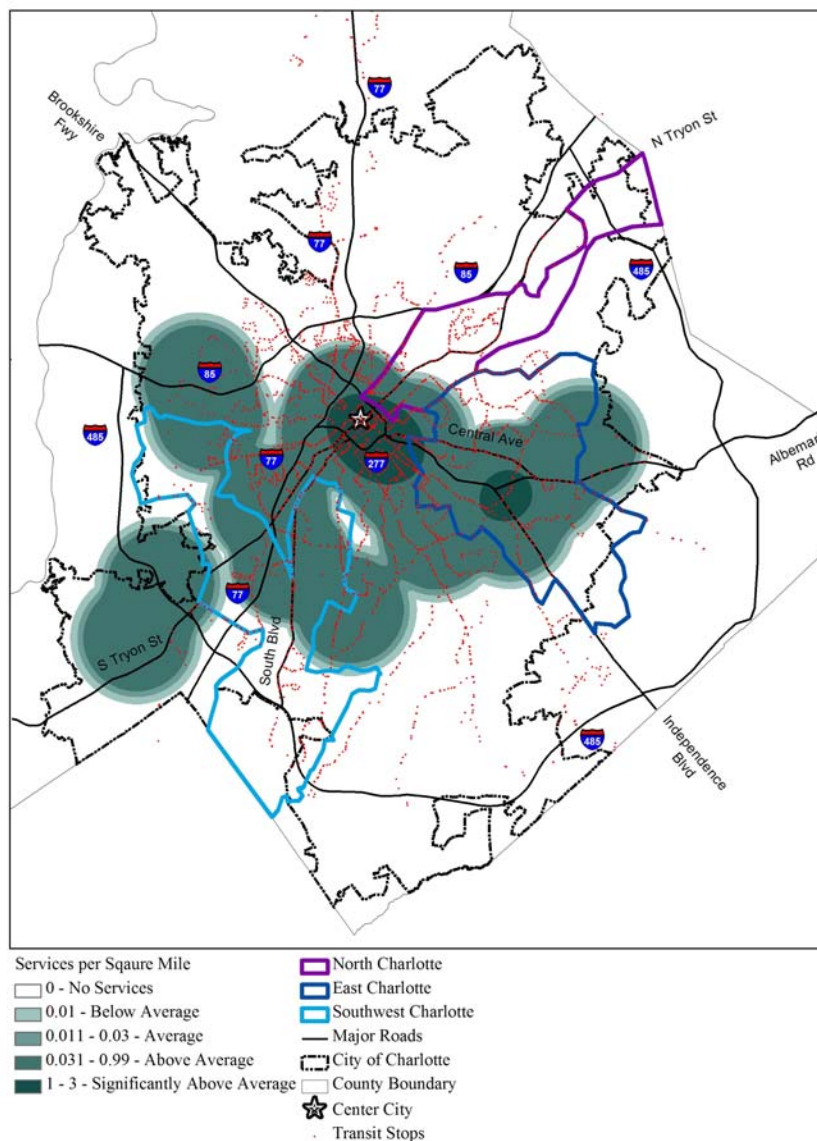 77
Brookshire
Fwy
N Tryon St
77
85
485
85
485
Central Ave
77
277
Albemar
Rd
77
S Tryon St
South Blvd
485
Independence
Blvd
Services per Sqaure Mile
0 - No Services
0.01 - Below Average
0.011 - 0.03 - Average
0.031 - 0.99 - Above Average
1 - 3 - Significantly Above Average
North Charlotte
East Charlotte
Southwest Charlotte
Major Roads
City of Charlotte
County Boundary
Center City
Transit Stops